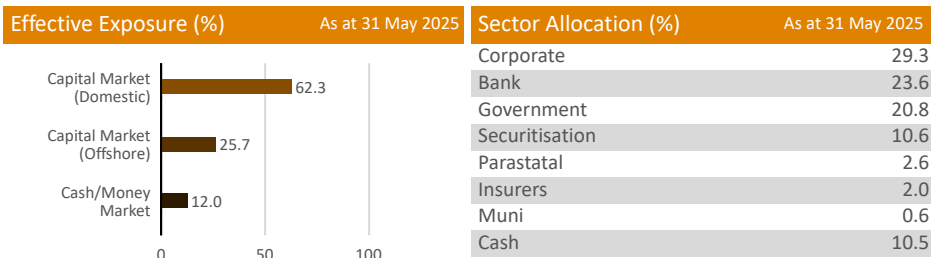 Effective Exposure (%) As at 31 May 2025
Capital Market
(Domestic)
62.3
Capital Market
(Offshore)
25.7
Cash/Money
Market
12.0
0 50 100
Sector Allocation (%) As at 31 May 2025
Corporate 29.3
Bank 23.6
Government 20.8
Securitisation 10.6
Parastatal 2.6
Insurers 2.0
Muni 0.6
Cash 10.5